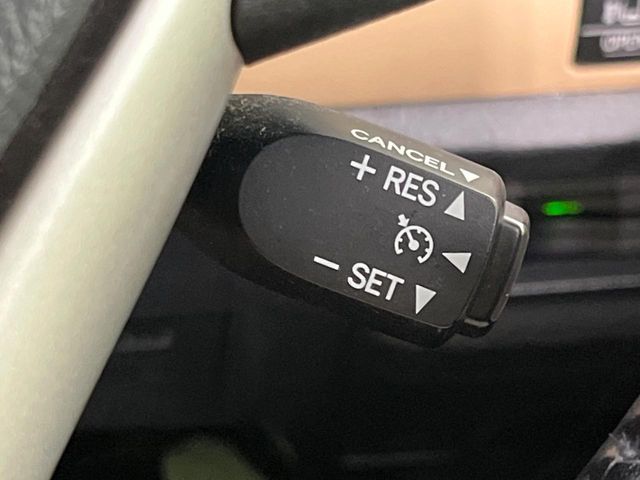 CANCEL▼
+ RES ▲
− SET ▼